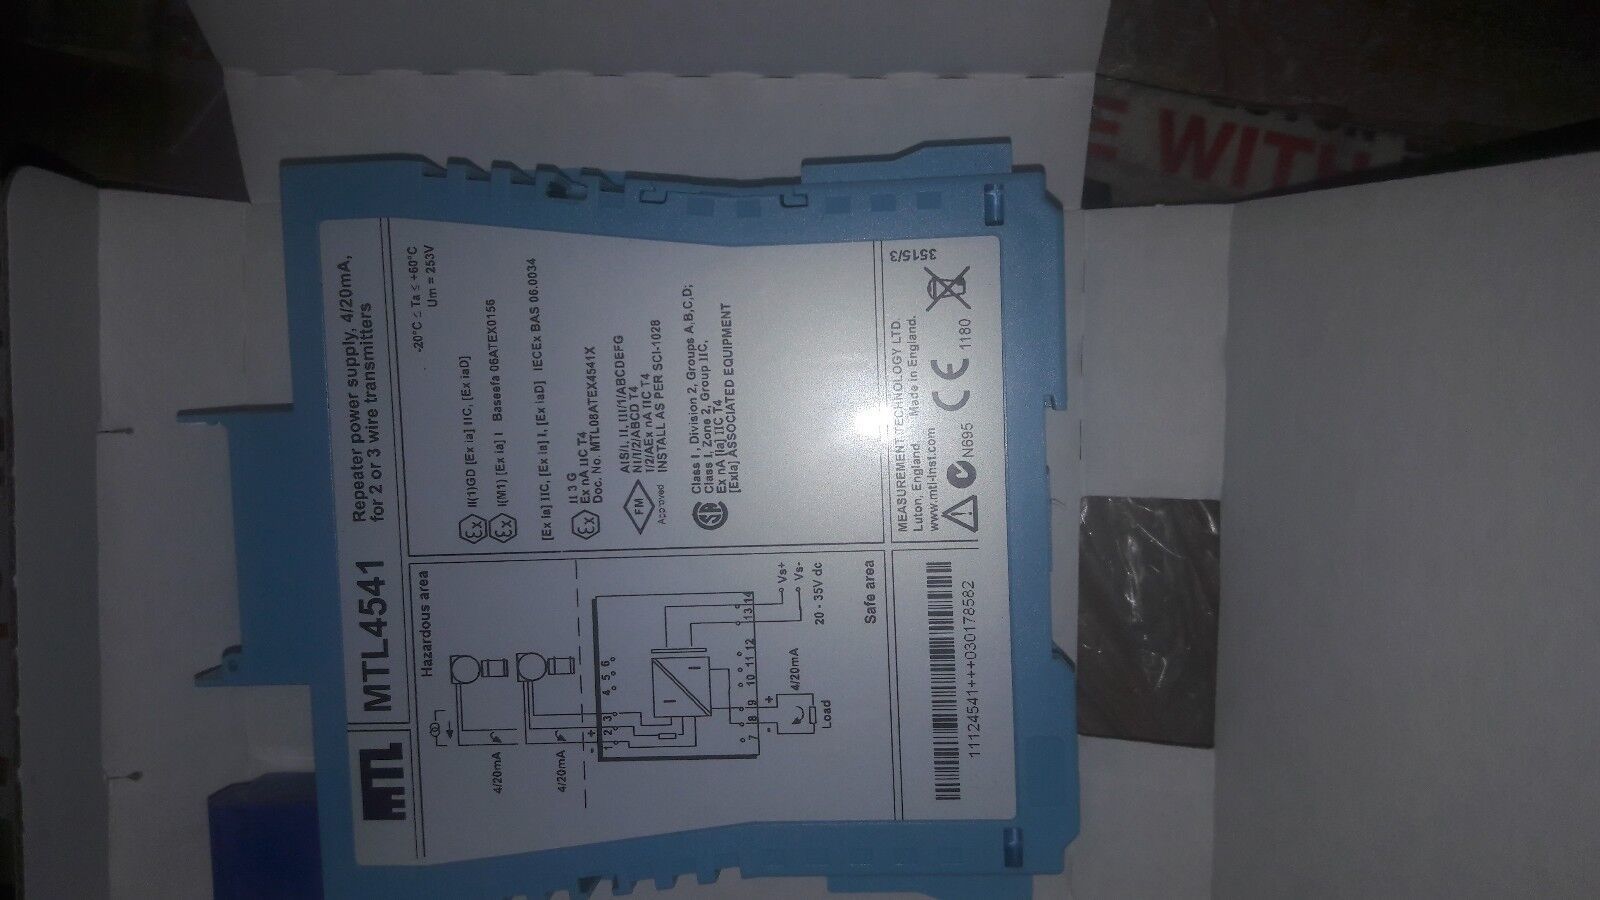 MTL
MTL4541
Repeater power supply, 4/20mA,
for 2 or 3 wire transmitters
Hazardous area
4/20mA
4/20mA
- +
1 2 3 4 5 6
I
I
7 8 9 10 11 12 13 14
- +
4/20mA
Load
Vs+
Vs-
20 - 35V dc
Safe area
-20°C ≤ Ta ≤ +60°C
Um = 253V
Ex II(1)GD [Ex ia] IIC, [Ex iaD]
Ex I(M1) [Ex ia] I Baseefa 06ATEX0156
[Ex ia] IIC, [Ex ia] I, [Ex iaD] IECEx BAS 06.0034
Ex II 3 G
Ex nA IIC T4
Doc. No. MTL08ATEX4541X
FM
Approved
AIS/I, II, III/1/ABCDEFG
NI/1/2/ABCD T4
1/2/AEx nA IIC T4
INSTALL AS PER SCI-1028
Class I, Division 2, Groups A,B,C,D;
Class I, Zone 2, Group IIC,
Ex nA [ia] IIC T4
[Exia] ASSOCIATED EQUIPMENT
11124541+++030178582
MEASUREMENT TECHNOLOGY LTD.
Luton, England Made in England.
www.mtl-inst.com
N695
CE 1180
3515/3
E WITH